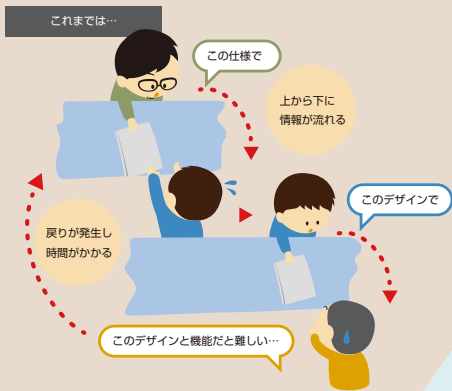 これまでは…
この仕様で
上から下に
情報が流れる
このデザインで
戻りが発生し
時間がかかる
このデザインと機能だと難しい…